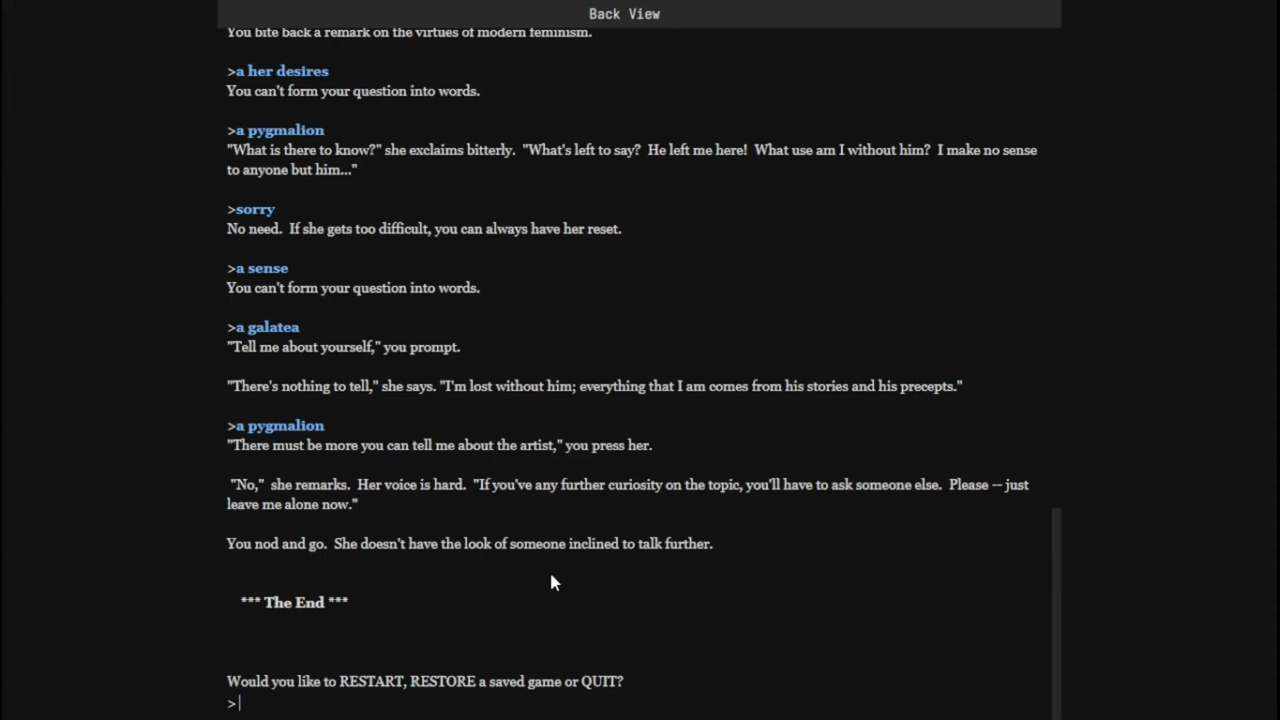 Back View
You bite back a remark on the virtues of modern feminism.
>a her desires
You can't form your question into words.
>a pygmalion
"What is there to know?" she exclaims bitterly.  "What's left to say?  He left me here!  What use am I without him?  I make no sense
to anyone but him..."
>sorry
No need.  If she gets too difficult, you can always have her reset.
>a sense
You can't form your question into words.
>a galatea
"Tell me about yourself," you prompt.
"There's nothing to tell," she says. "I'm lost without him; everything that I am comes from his stories and his precepts."
>a pygmalion
"There must be more you can tell me about the artist," you press her.
"No,"  she remarks.  Her voice is hard.  "If you've any further curiosity on the topic, you'll have to ask someone else.  Please -- just
leave me alone now."
You nod and go.  She doesn't have the look of someone inclined to talk further.
*** The End ***
Would you like to RESTART, RESTORE a saved game or QUIT?
>